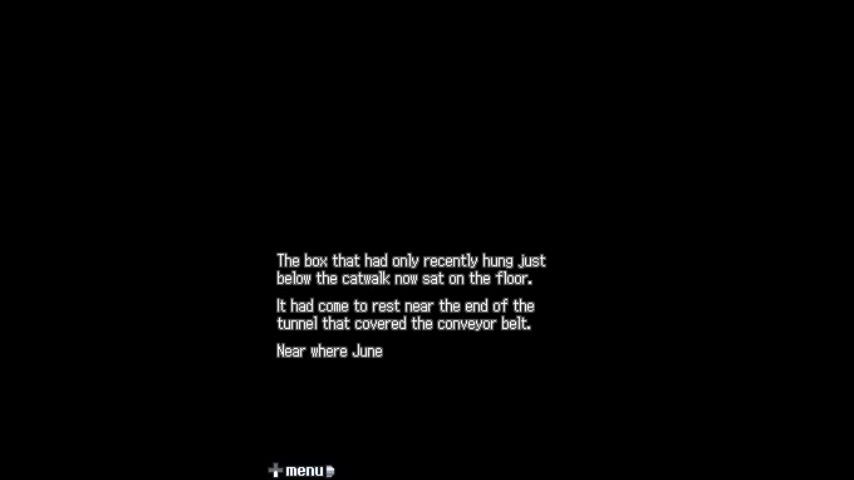 The box that had only recently hung just
below the catwalk now sat on the floor.
It had come to rest near the end of the
tunnel that covered the conveyor belt.
Near where June
menu